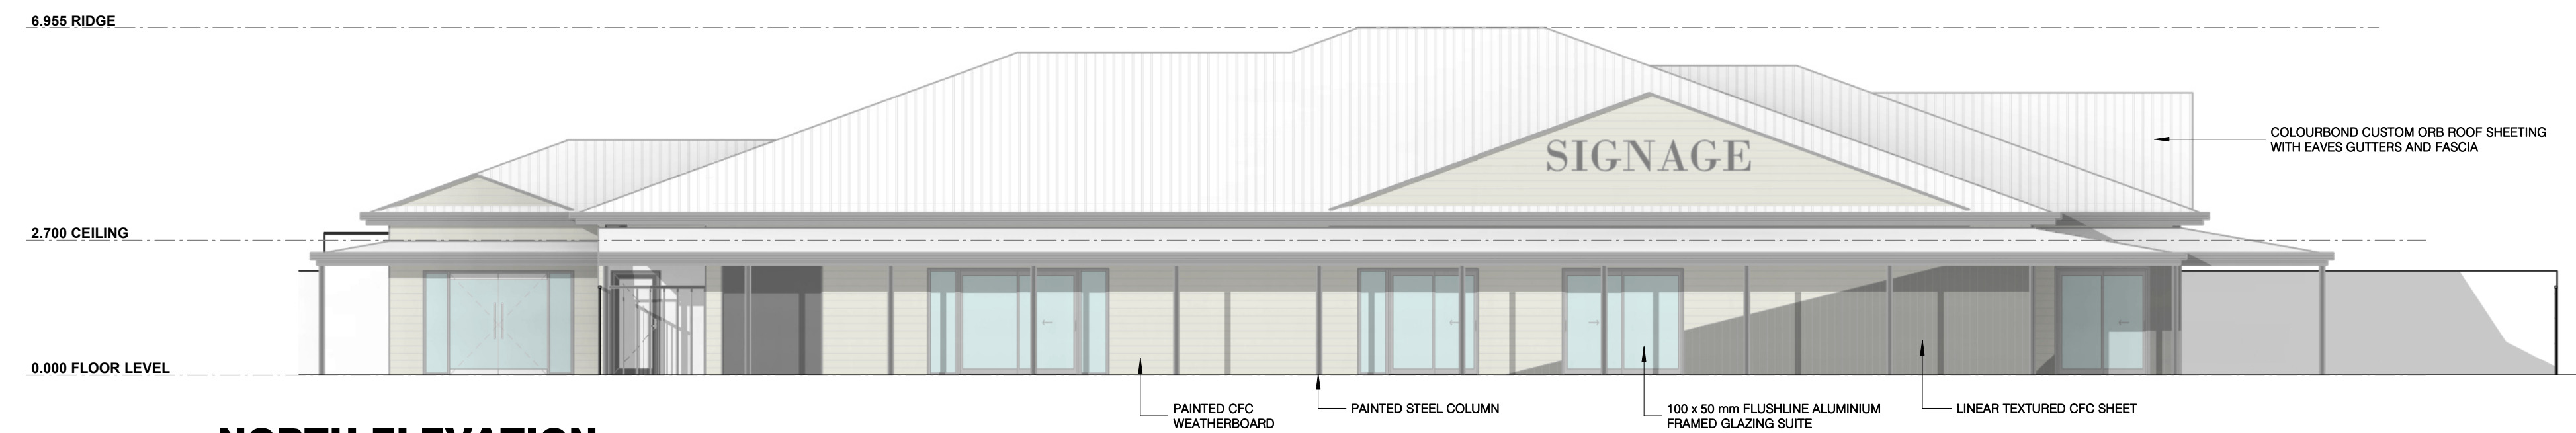 6.955 RIDGE
COLOURBOND CUSTOM ORB ROOF SHEETING
WITH EAVES GUTTERS AND FASCIA
SIGNAGE
2.700 CEILING
0.000 FLOOR LEVEL
PAINTED CFC
WEATHERBOARD
PAINTED STEEL COLUMN
100 x 50 mm FLUSHLINE ALUMINIUM
FRAMED GLAZING SUITE
LINEAR TEXTURED CFC SHEET
NORTH ELEVATION